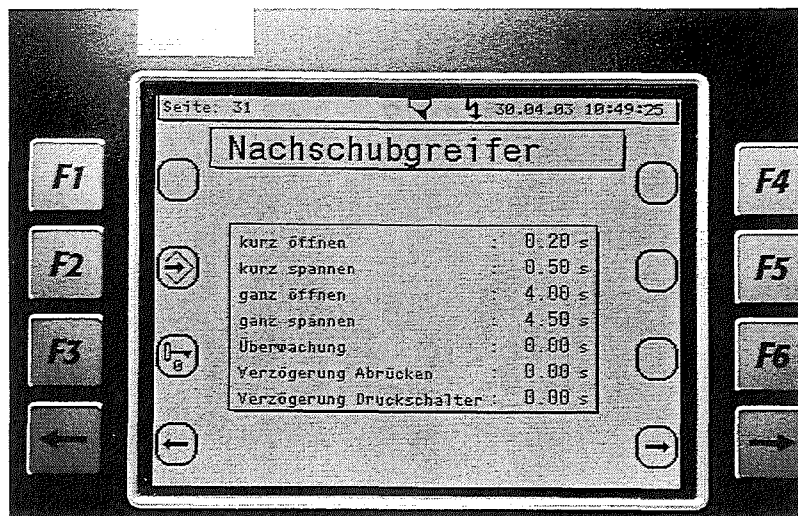 Seite: 31 30.04.03 10:49:25
Nachschubgreifer
F1
F2
F3
kurz öffnen : 0.20 s
kurz spannen : 0.50 s
ganz öffnen : 4.00 s
ganz spannen : 4.50 s
Überwachung : 0.00 s
Verzögerung Abrücken : 0.00 s
Verzögerung Druckschalter : 0.00 s
0
F4
F5
F6